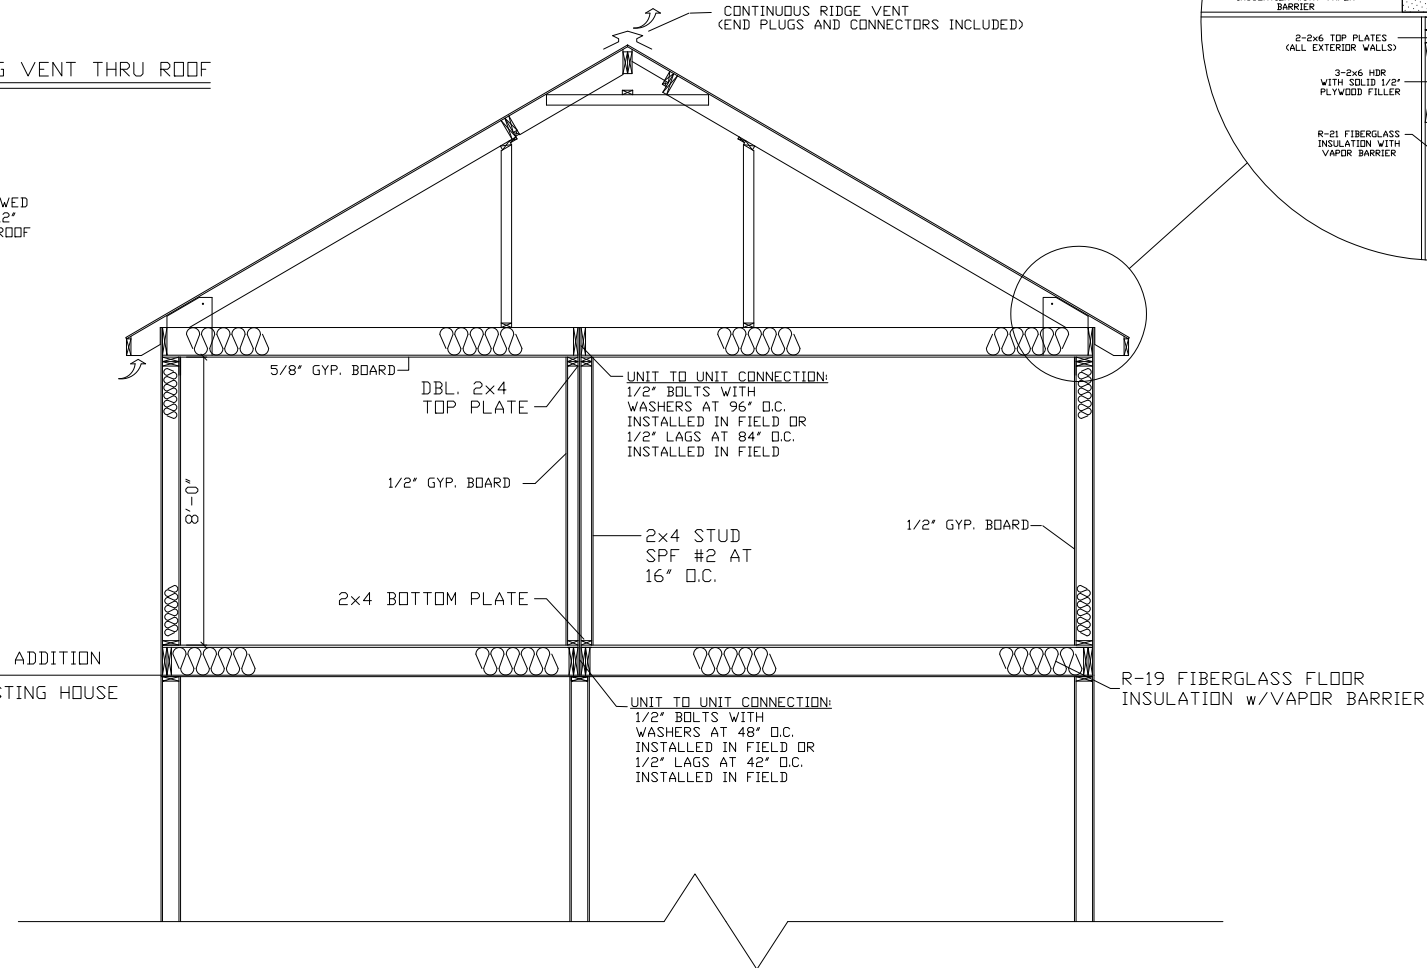 CONTINUOUS RIDGE VENT
(END PLUGS AND CONNECTORS INCLUDED)
VENT THRU ROOF
BARRIER
2-2x6 TOP PLATES
(ALL EXTERIOR WALLS)
3-2x6 HDR
WITH SOLID 1/2"
PLYWOOD FILLER
R-21 FIBERGLASS
INSULATION WITH
VAPOR BARRIER
ROOF
5/8" GYP. BOARD
DBL. 2x4
TOP PLATE
UNIT TO UNIT CONNECTION:
1/2" BOLTS WITH
WASHERS AT 96" O.C.
INSTALLED IN FIELD OR
1/2" LAGS AT 84" O.C.
INSTALLED IN FIELD
8'-0"
1/2" GYP. BOARD
2x4 STUD
SPF #2 AT
16" O.C.
1/2" GYP. BOARD
2x4 BOTTOM PLATE
ADDITION
STING HOUSE
R-19 FIBERGLASS FLOOR
INSULATION w/VAPOR BARRIER
UNIT TO UNIT CONNECTION:
1/2" BOLTS WITH
WASHERS AT 48" O.C.
INSTALLED IN FIELD OR
1/2" LAGS AT 42" O.C.
INSTALLED IN FIELD